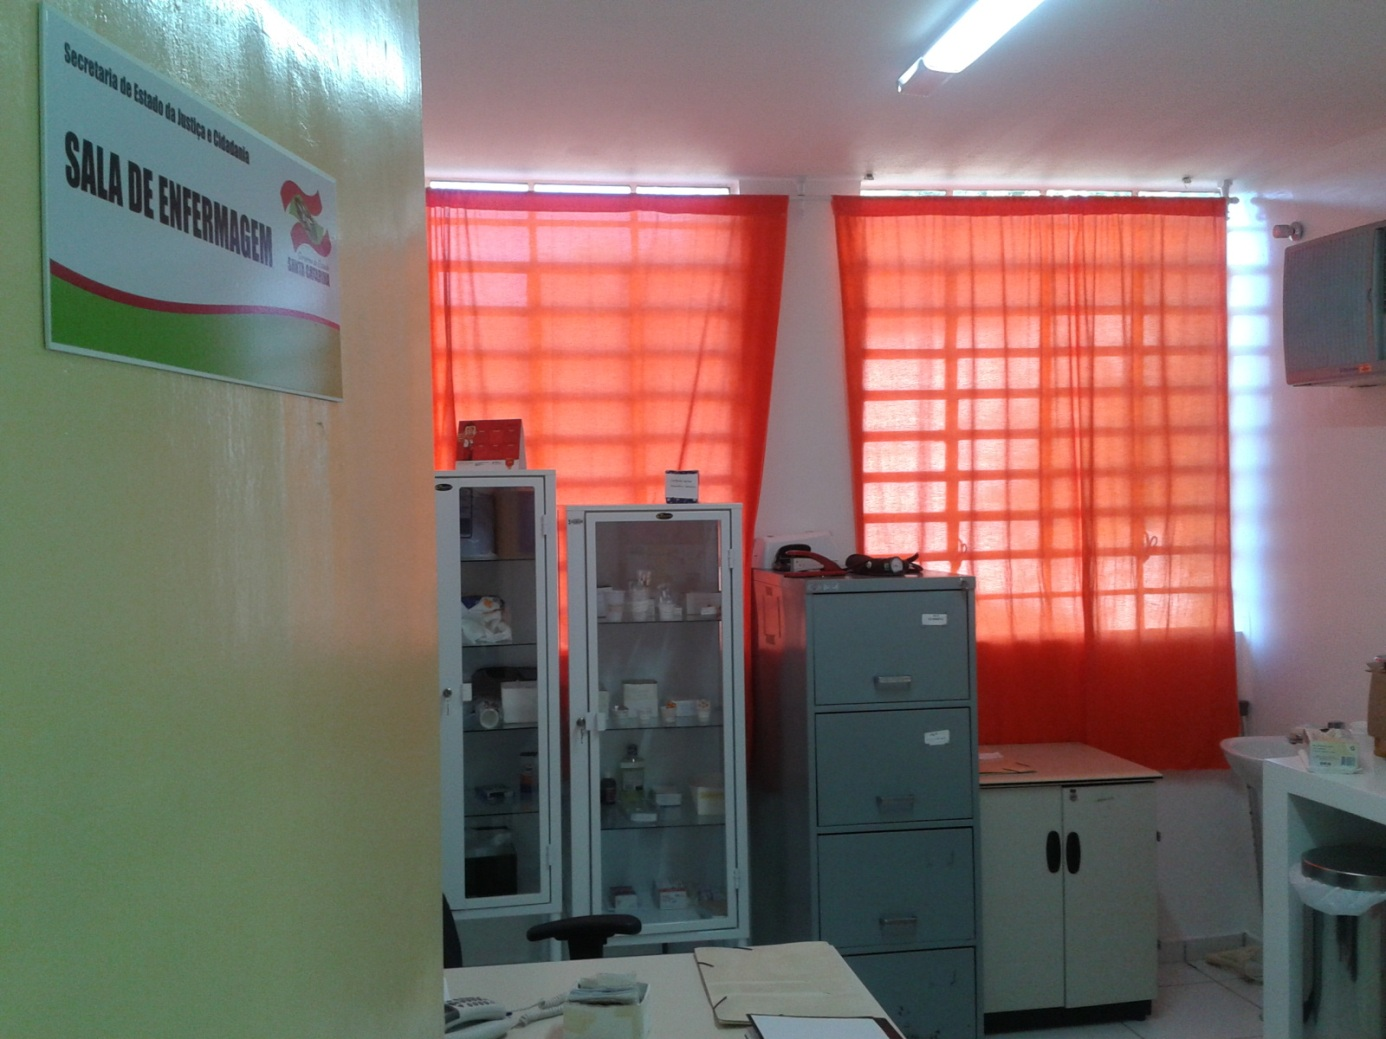 Secretaria de Estado da Justiça e Cidadania
SALA DE ENFERMAGEM
SANTA CATARINA